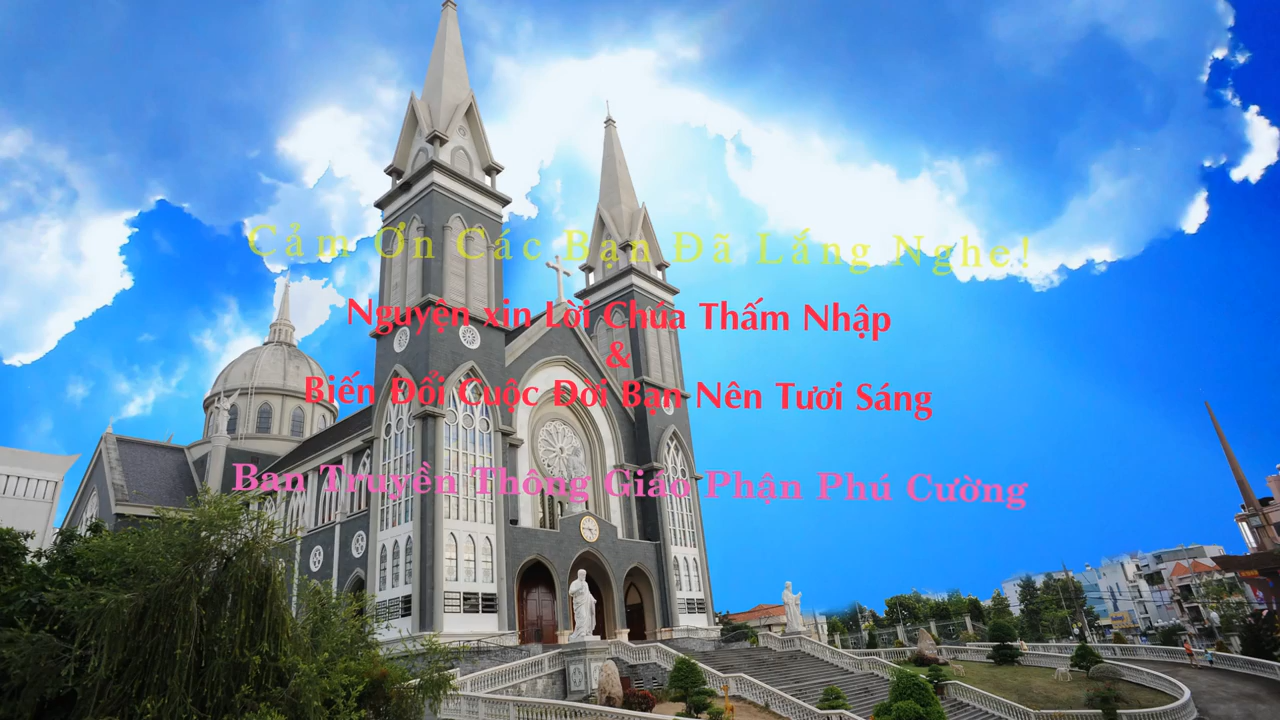 Cảm Ơn Các Bạn Đã Lắng Nghe!
Nguyện xin Lời Chúa Thấm Nhập
&
Biến Đổi Cuộc Đời Bạn Nên Tươi Sáng
Ban Truyền Thông Giáo Phận Phú Cường